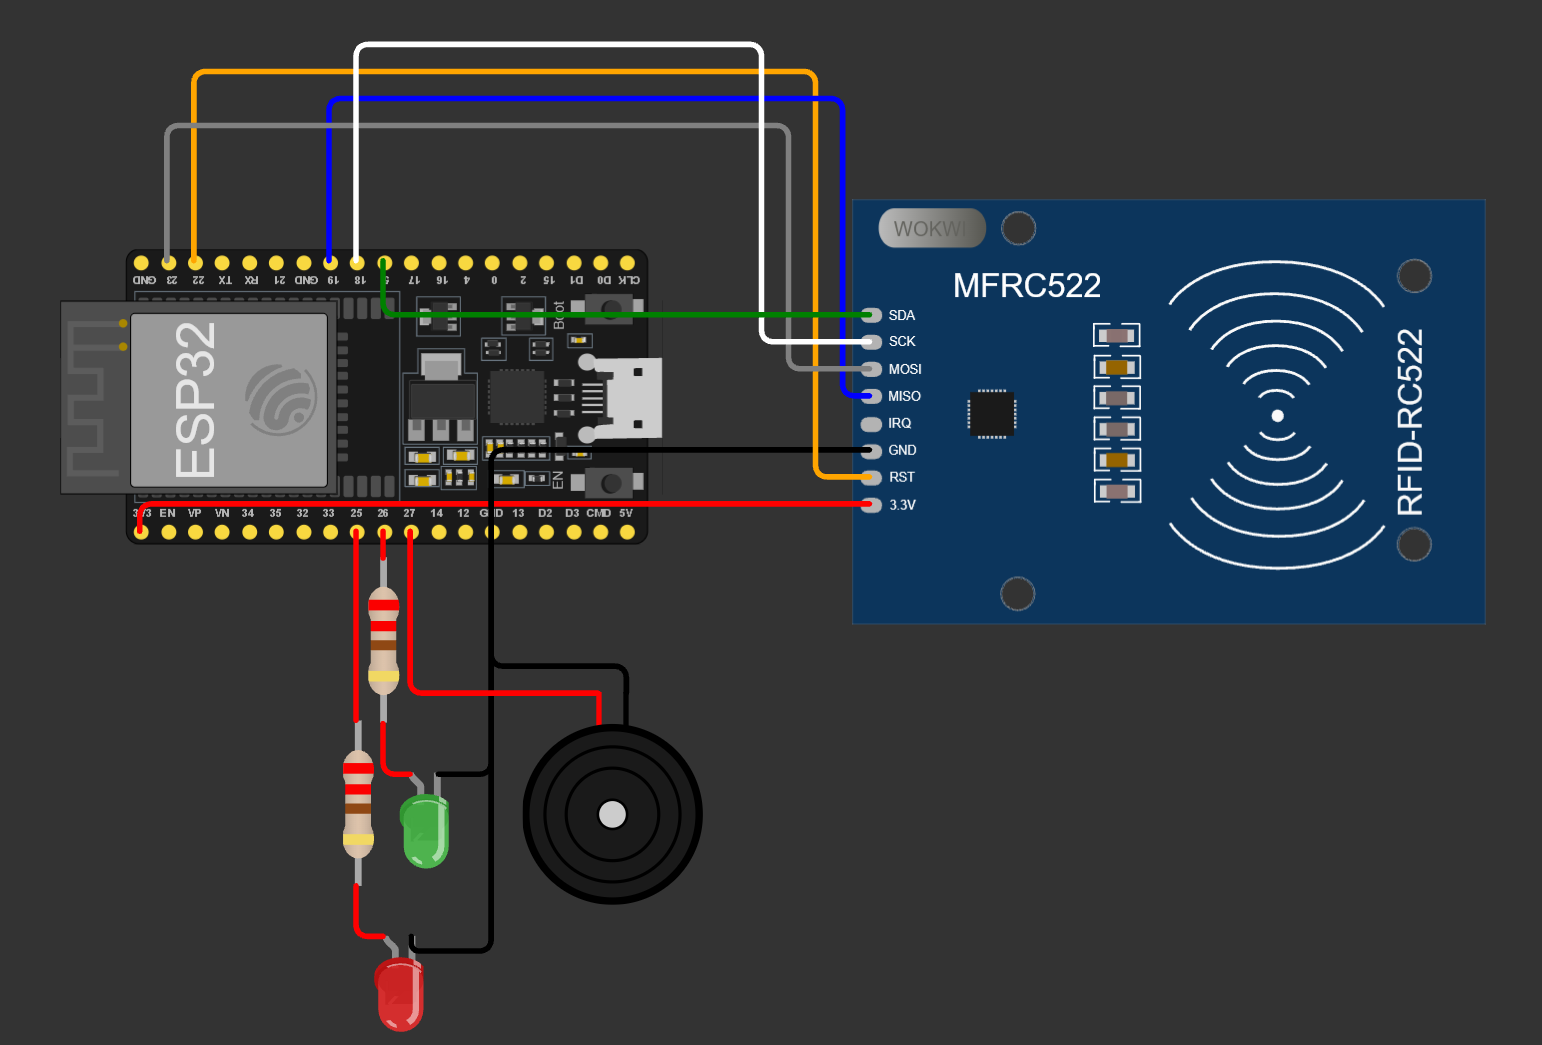 GND 23 22 TX RX 21 GND 19 18 5 17 16 4 0 2 15 D1 D0 CLK
ESP32
Boot
EN
3V3 EN VP VN 34 35 32 33 25 26 27 14 12 GND 13 D2 D3 CMD 5V
WOKWI
MFRC522
SDA
SCK
MOSI
MISO
IRQ
GND
RST
3.3V
RFID-RC522